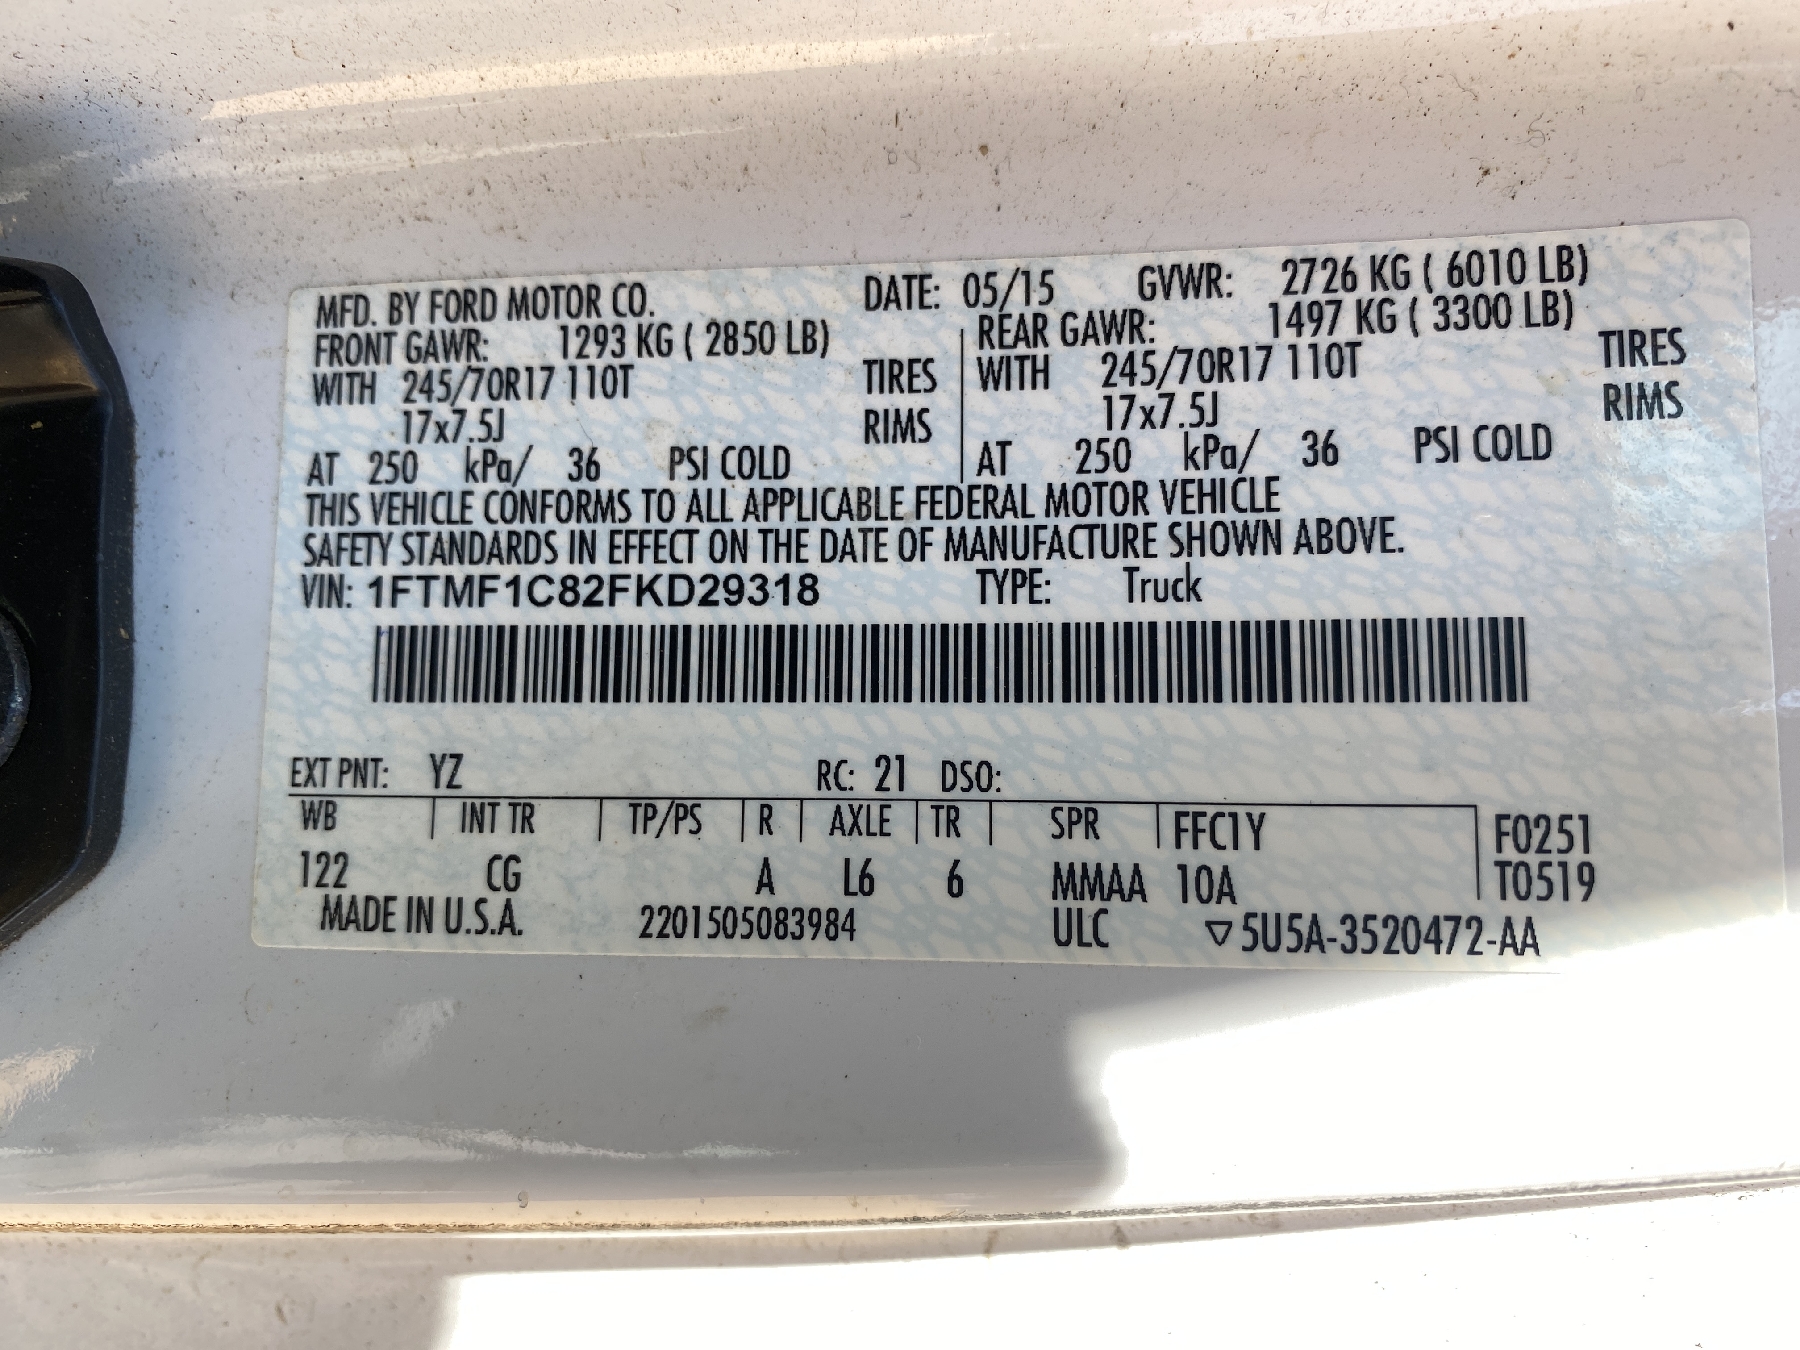 MFD. BY FORD MOTOR CO. DATE: 05/15 GVWR: 2726 KG ( 6010 LB)
FRONT GAWR: 1293 KG ( 2850 LB) REAR GAWR: 1497 KG ( 3300 LB)
WITH 245/70R17 110T TIRES WITH 245/70R17 110T TIRES
17x7.5J RIMS 17x7.5J RIMS
AT 250 kPa/ 36 PSI COLD AT 250 kPa/ 36 PSI COLD
THIS VEHICLE CONFORMS TO ALL APPLICABLE FEDERAL MOTOR VEHICLE
SAFETY STANDARDS IN EFFECT ON THE DATE OF MANUFACTURE SHOWN ABOVE.
VIN: 1FTMF1C82FKD29318 TYPE: Truck
EXT PNT: YZ RC: 21 DSO:
WB INT TR TP/PS R AXLE TR SPR FFC1Y F0251
122 CG A L6 6 MMAA 10A T0519
MADE IN U.S.A. 2201505083984 ULC ▽5U5A-3520472-AA